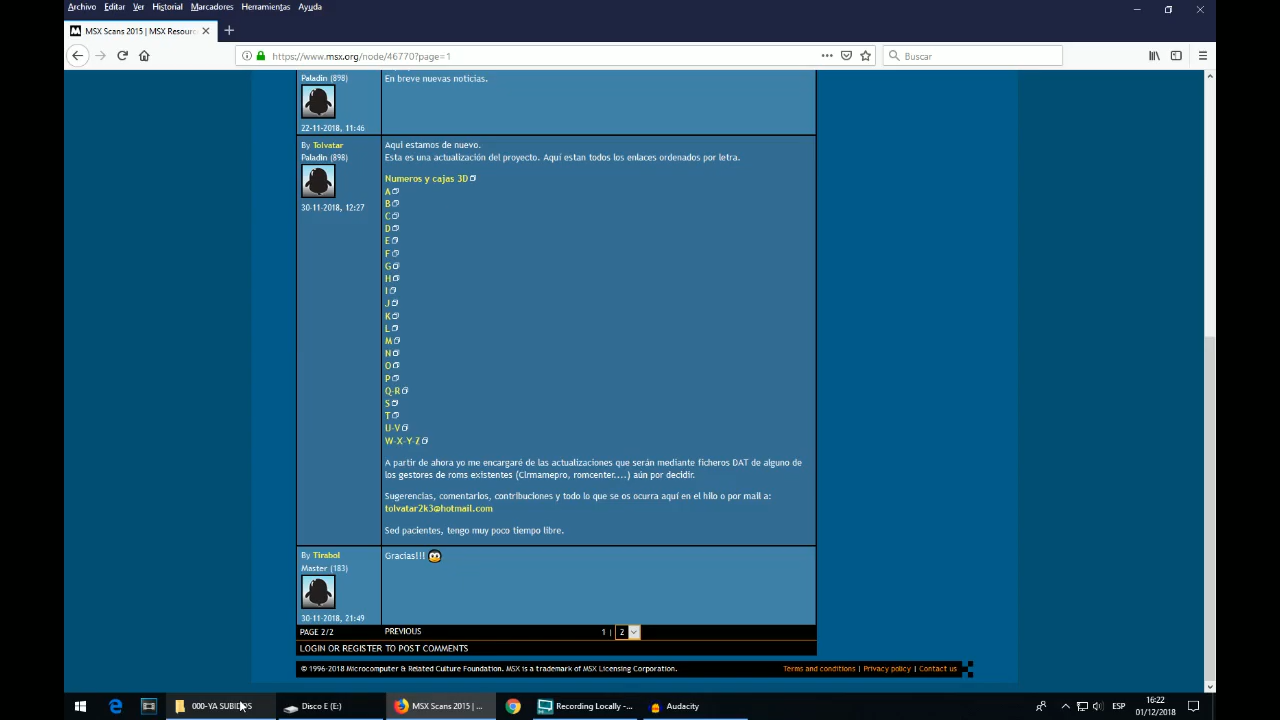 Archivo Editar Ver Historial Marcadores Herramientas Ayuda
MSX Scans 2015 | MSX Resourc
https://www.msx.org/node/46770?page=1
Buscar
Paladin (898)
En breve nuevas noticias.
22-11-2018, 11:46
By Tolvatar
Paladin (898)
30-11-2018, 12:27
Aquí estamos de nuevo.
Esta es una actualización del proyecto. Aquí estan todos los enlaces ordenados por letra.
Numeros y cajas 3D
A
B
C
D
E
F
G
H
I
J
K
L
M
N
O
P
Q-R
S
T
U-V
W-X-Y-Z
A partir de ahora yo me encargaré de las actualizaciones que serán mediante ficheros DAT de alguno de
los gestores de roms existentes (Clrmamepro, romcenter....) aún por decidir.
Sugerencias, comentarios, contribuciones y todo lo que se os ocurra aquí en el hilo o por mail a:
tolvatar2k3@hotmail.com
Sed pacientes, tengo muy poco tiempo libre.
By Tirabol
Master (183)
30-11-2018, 21:49
Gracias!!!
PAGE 2/2 PREVIOUS 1 | 2
LOGIN OR REGISTER TO POST COMMENTS
© 1996-2018 Microcomputer & Related Culture Foundation. MSX is a trademark of MSX Licensing Corporation.
Terms and conditions | Privacy policy | Contact us
000-YA SUBIDOS
Disco E (E:)
MSX Scans 2015 | ...
Recording Locally -...
Audacity
ESP
16:22
01/12/2018